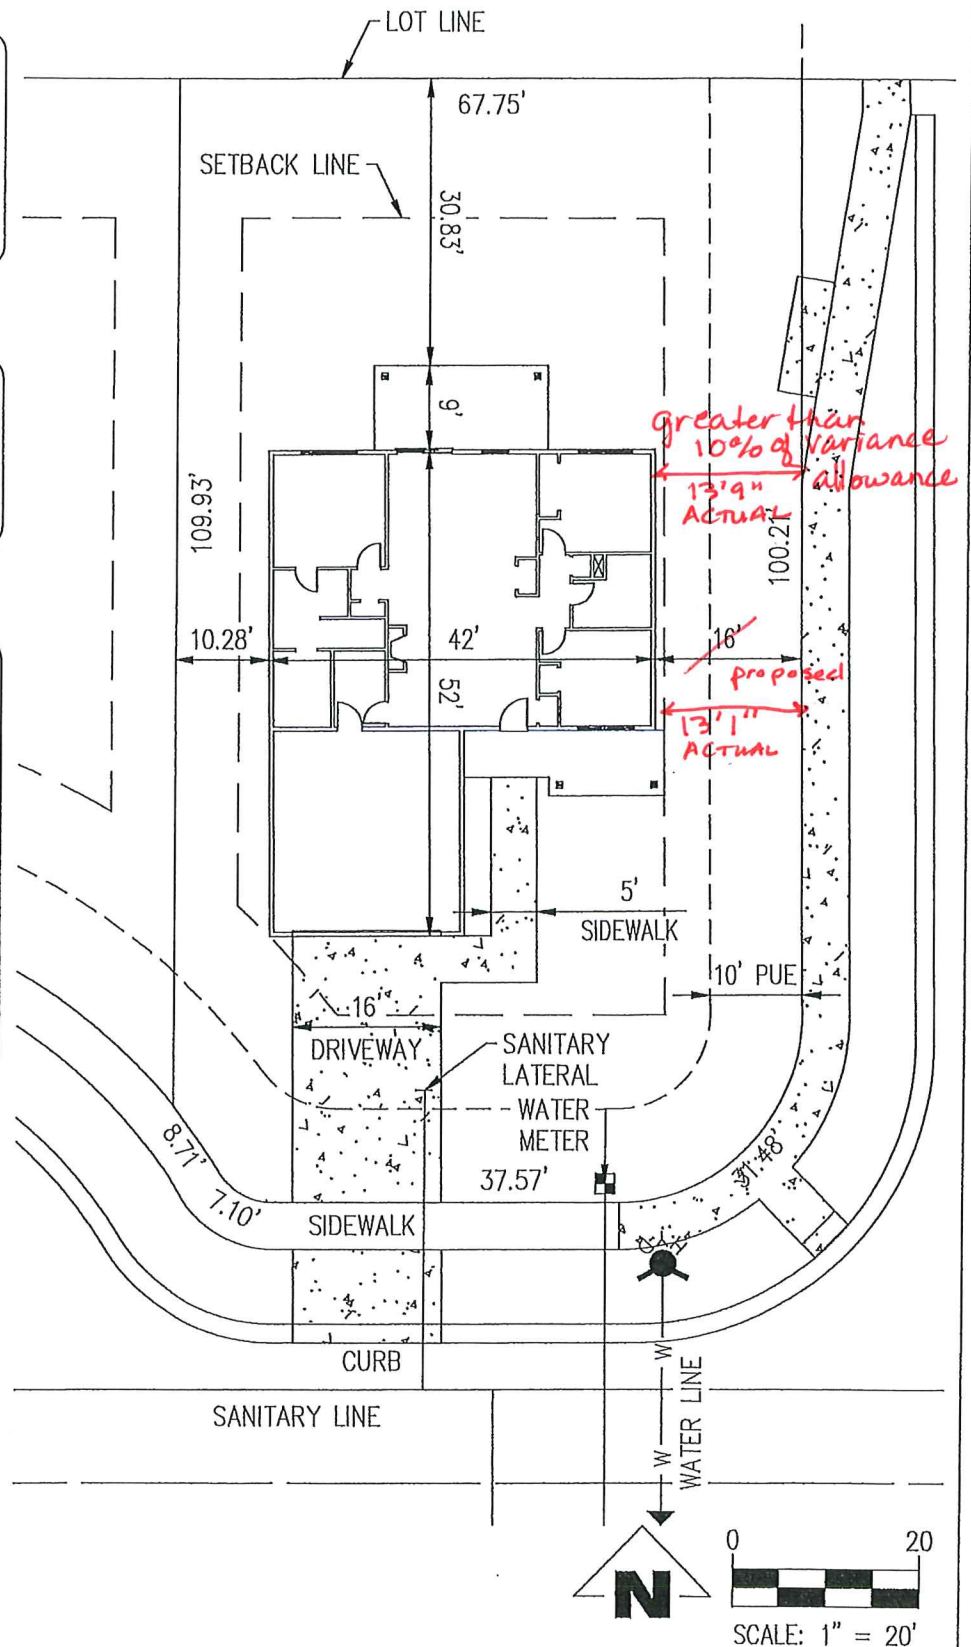 LOT LINE
67.75'
SETBACK LINE
30.83'
9'
greater than
10% of variance
allowance
13'9"
ACTUAL
109.93'
100.21'
10.28'
42'
16'
proposed
52'
13'1"
ACTUAL
5'
SIDEWALK
10' PUE
16'
DRIVEWAY
SANITARY
LATERAL
WATER
METER
8.71'
7.10'
37.57'
31.48'
SIDEWALK
CURB
W
W
WATER LINE
SANITARY LINE
N
0 20
SCALE: 1" = 20'